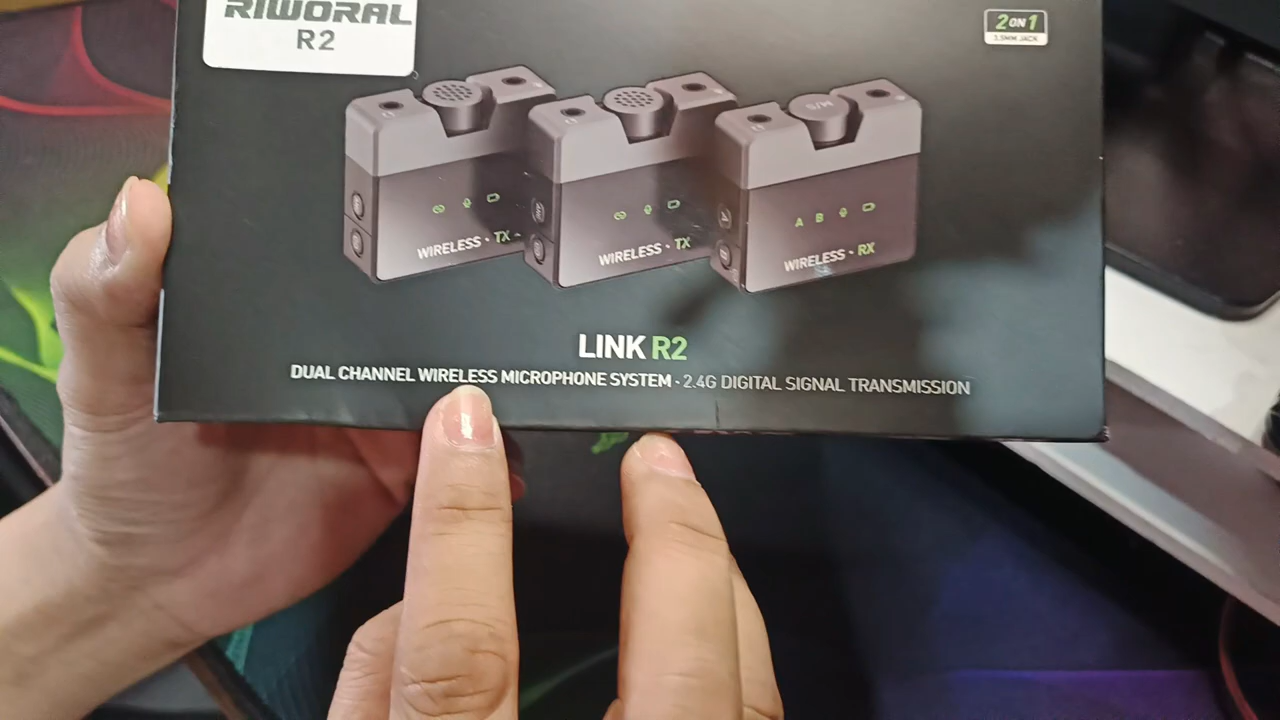 RIWORAL
R2
2 ON 1
3.5MM JACK
M/S
WIRELESS · TX
WIRELESS · TX
A B
WIRELESS · RX
LINK R2
DUAL CHANNEL WIRELESS MICROPHONE SYSTEM · 2.4G DIGITAL SIGNAL TRANSMISSION